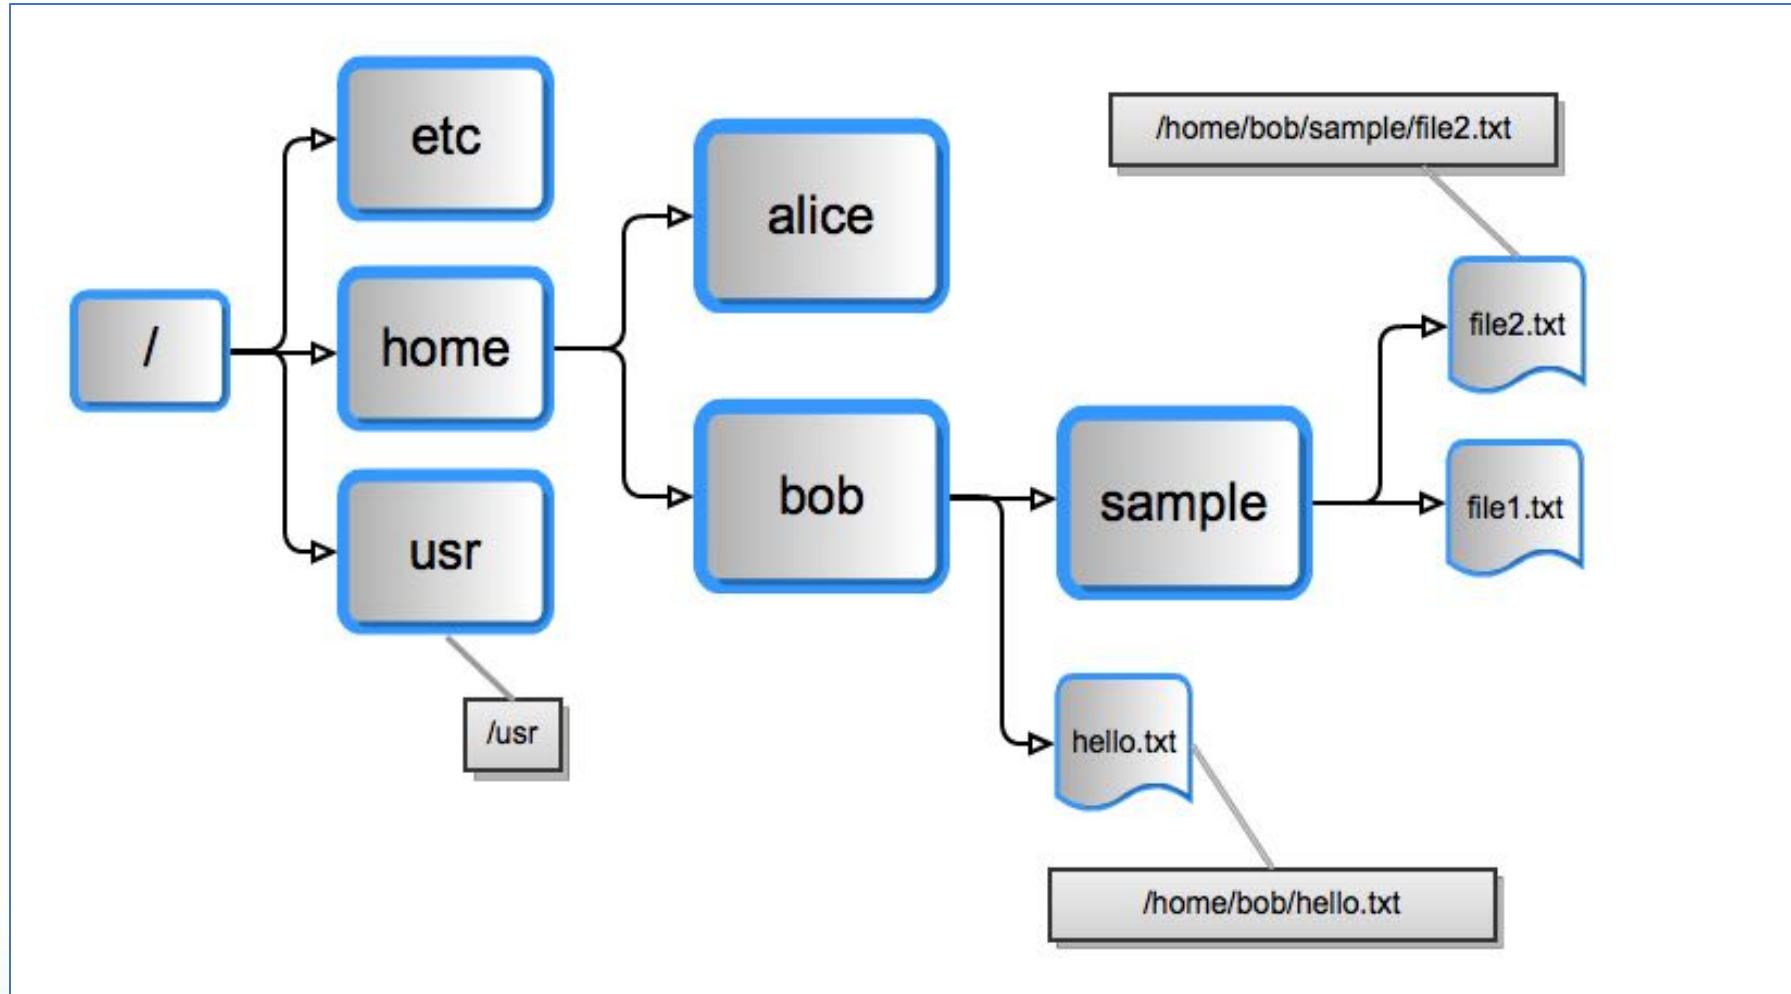 /
etc
home
usr
/usr
alice
bob
sample
hello.txt
/home/bob/hello.txt
/home/bob/sample/file2.txt
file2.txt
file1.txt